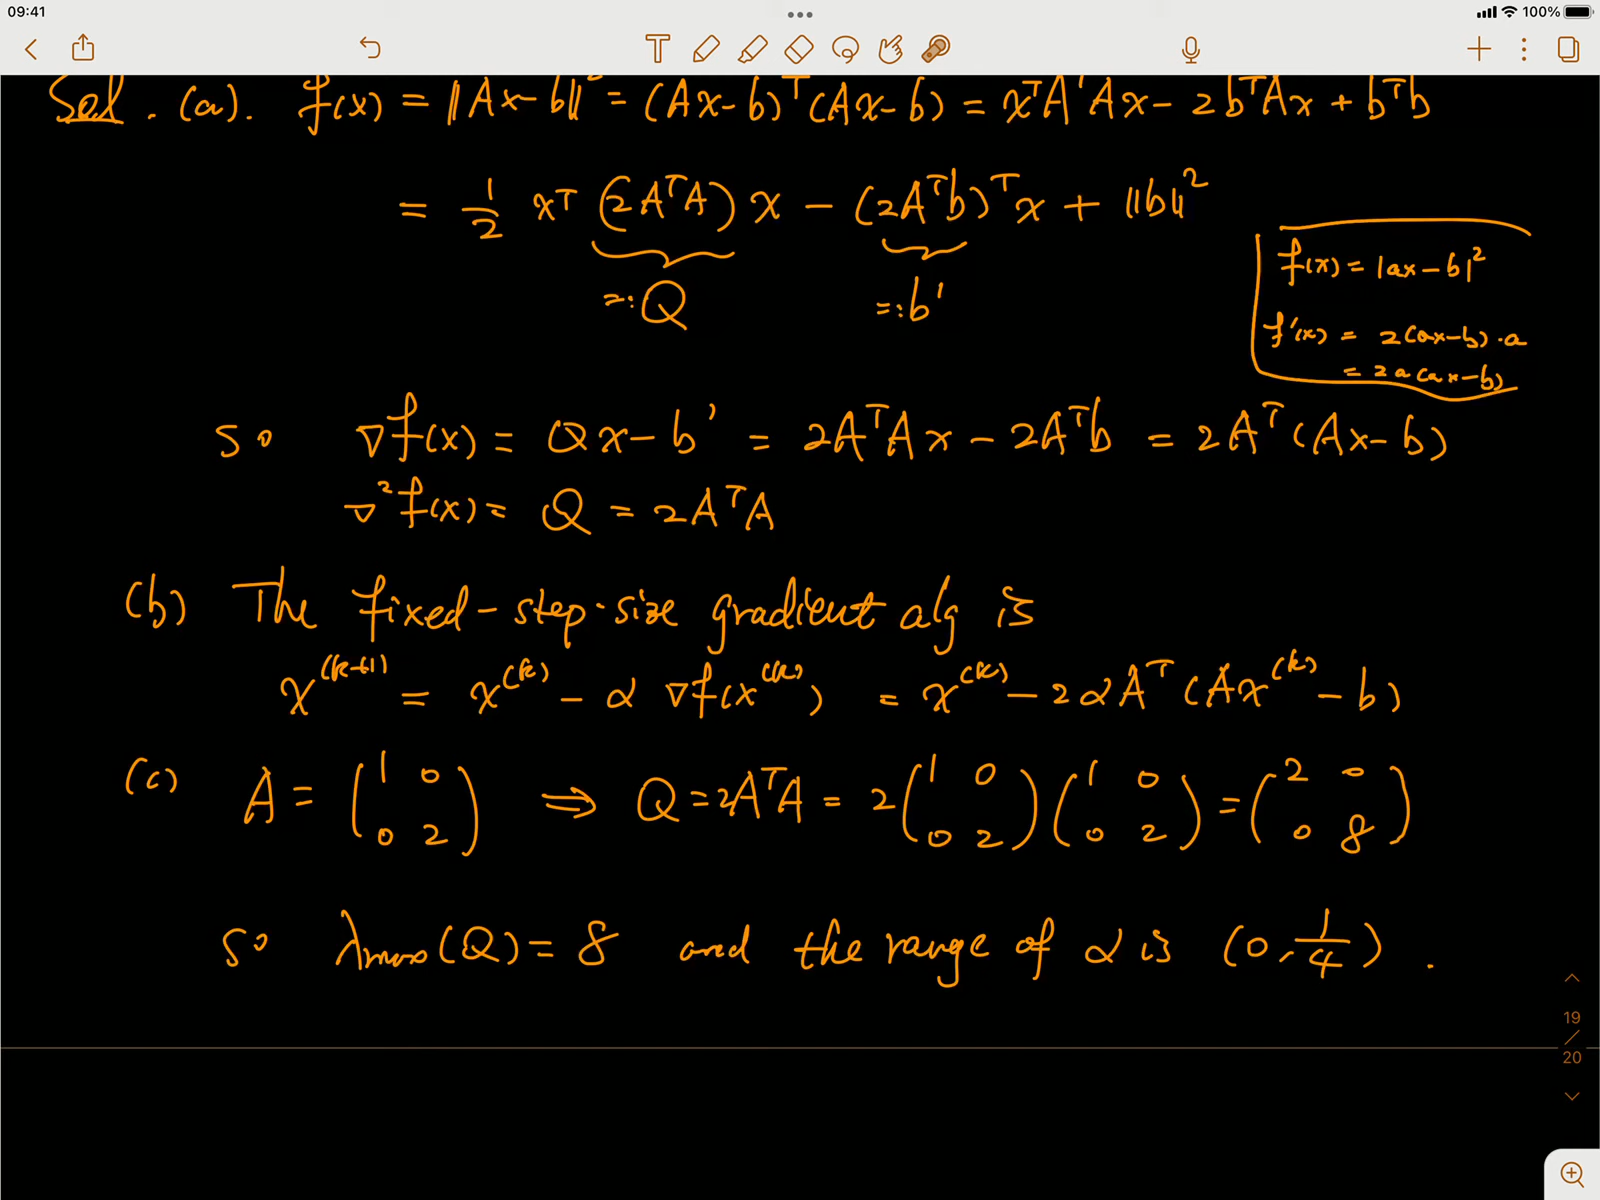 09:41
100%
Sol. (a). f(x) = ||Ax-b||² = (Ax-b)ᵀ(Ax-b) = xᵀAᵀAx - 2bᵀAx + bᵀb
= 1/2 xᵀ (2AᵀA) x - (2Aᵀb)ᵀx + ||b||²
=: Q =: b'
f(x) = |ax-b|²
f'(x) = 2(ax-b)·a
= 2a(ax-b)
so ∇f(x) = Qx - b' = 2AᵀAx - 2Aᵀb = 2Aᵀ(Ax-b)
∇²f(x) = Q = 2AᵀA
(b) The fixed-step-size gradient alg is
x^(k+1) = x^(k) - α ∇f(x^(k)) = x^(k) - 2αAᵀ(Ax^(k) - b)
(c) A = (1 0; 0 2) ⇒ Q = 2AᵀA = 2(1 0; 0 2)(1 0; 0 2) = (2 0; 0 8)
so λmax(Q) = 8 and the range of α is (0, 1/4).
19
/
20